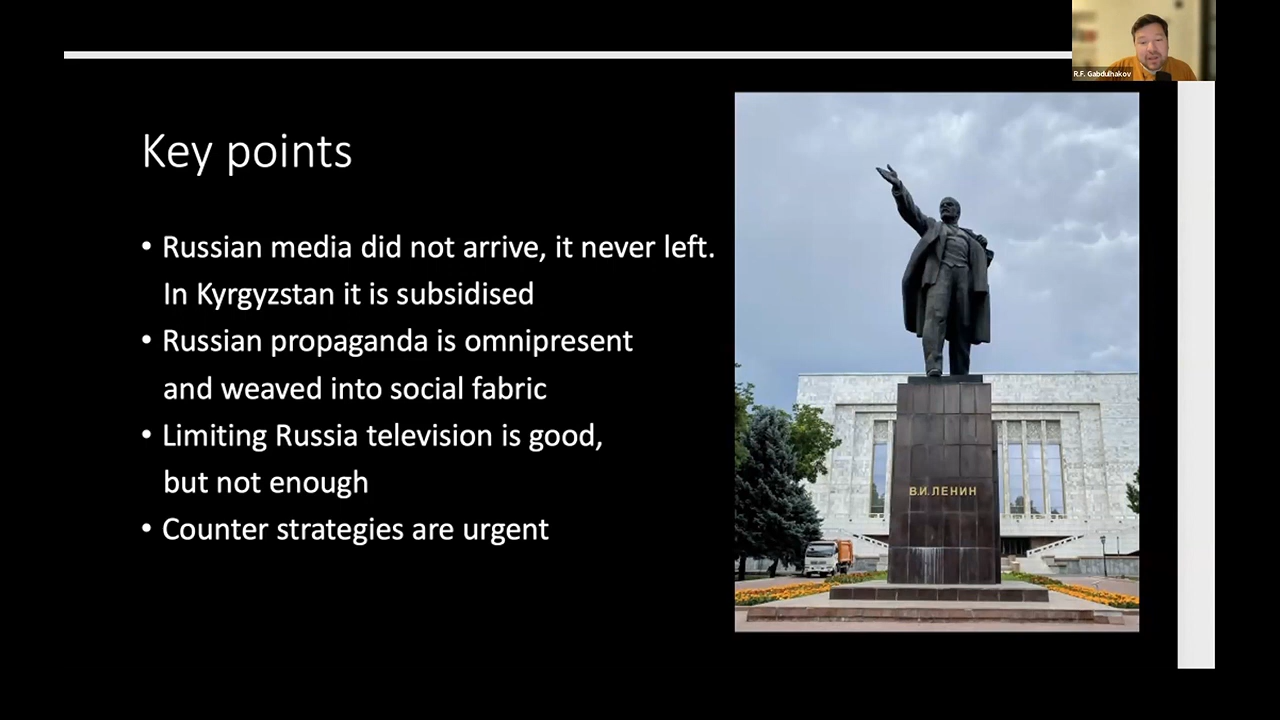 R.F. Gabdulhakov
Key points
• Russian media did not arrive, it never left.
In Kyrgyzstan it is subsidised
• Russian propaganda is omnipresent
and weaved into social fabric
• Limiting Russia television is good,
but not enough
• Counter strategies are urgent
В.И.ЛЕНИН